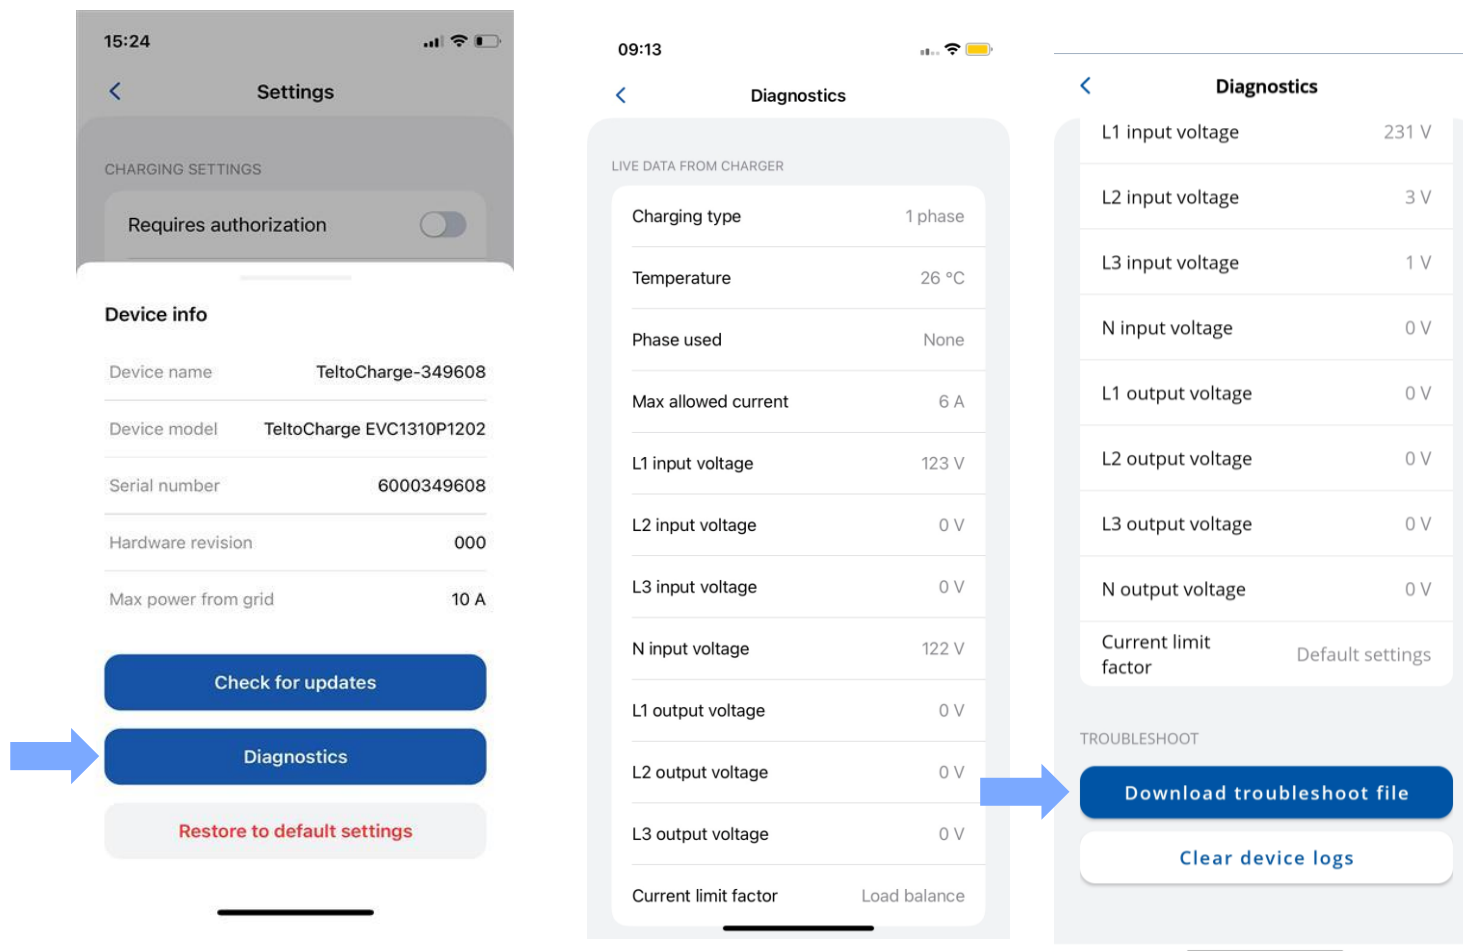 15:24
Settings
CHARGING SETTINGS
Requires authorization
Device info
Device name TeltoCharge-349608
Device model TeltoCharge EVC1310P1202
Serial number 6000349608
Hardware revision 000
Max power from grid 10 A
Check for updates
Diagnostics
Restore to default settings
09:13
Diagnostics
LIVE DATA FROM CHARGER
Charging type 1 phase
Temperature 26 °C
Phase used None
Max allowed current 6 A
L1 input voltage 123 V
L2 input voltage 0 V
L3 input voltage 0 V
N input voltage 122 V
L1 output voltage 0 V
L2 output voltage 0 V
L3 output voltage 0 V
Current limit factor Load balance
Diagnostics
L1 input voltage 231 V
L2 input voltage 3 V
L3 input voltage 1 V
N input voltage 0 V
L1 output voltage 0 V
L2 output voltage 0 V
L3 output voltage 0 V
N output voltage 0 V
Current limit
factor Default settings
TROUBLESHOOT
Download troubleshoot file
Clear device logs